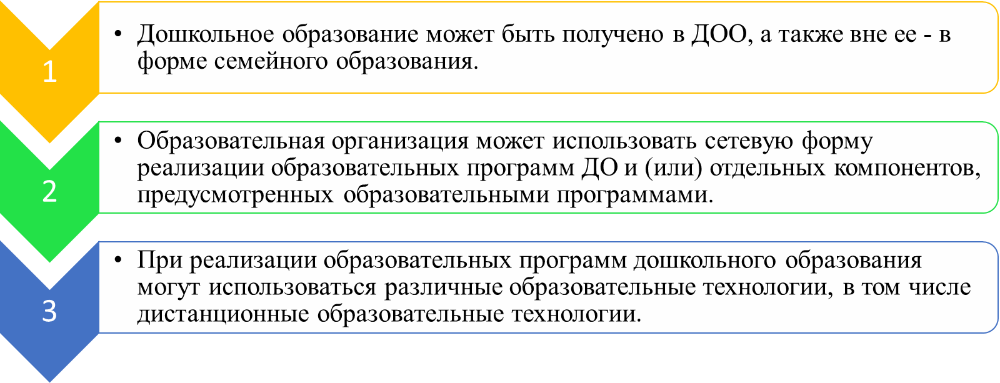 1
• Дошкольное образование может быть получено в ДОО, а также вне ее - в
форме семейного образования.
2
• Образовательная организация может использовать сетевую форму
реализации образовательных программ ДО и (или) отдельных компонентов,
предусмотренных образовательными программами.
3
• При реализации образовательных программ дошкольного образования
могут использоваться различные образовательные технологии, в том числе
дистанционные образовательные технологии.